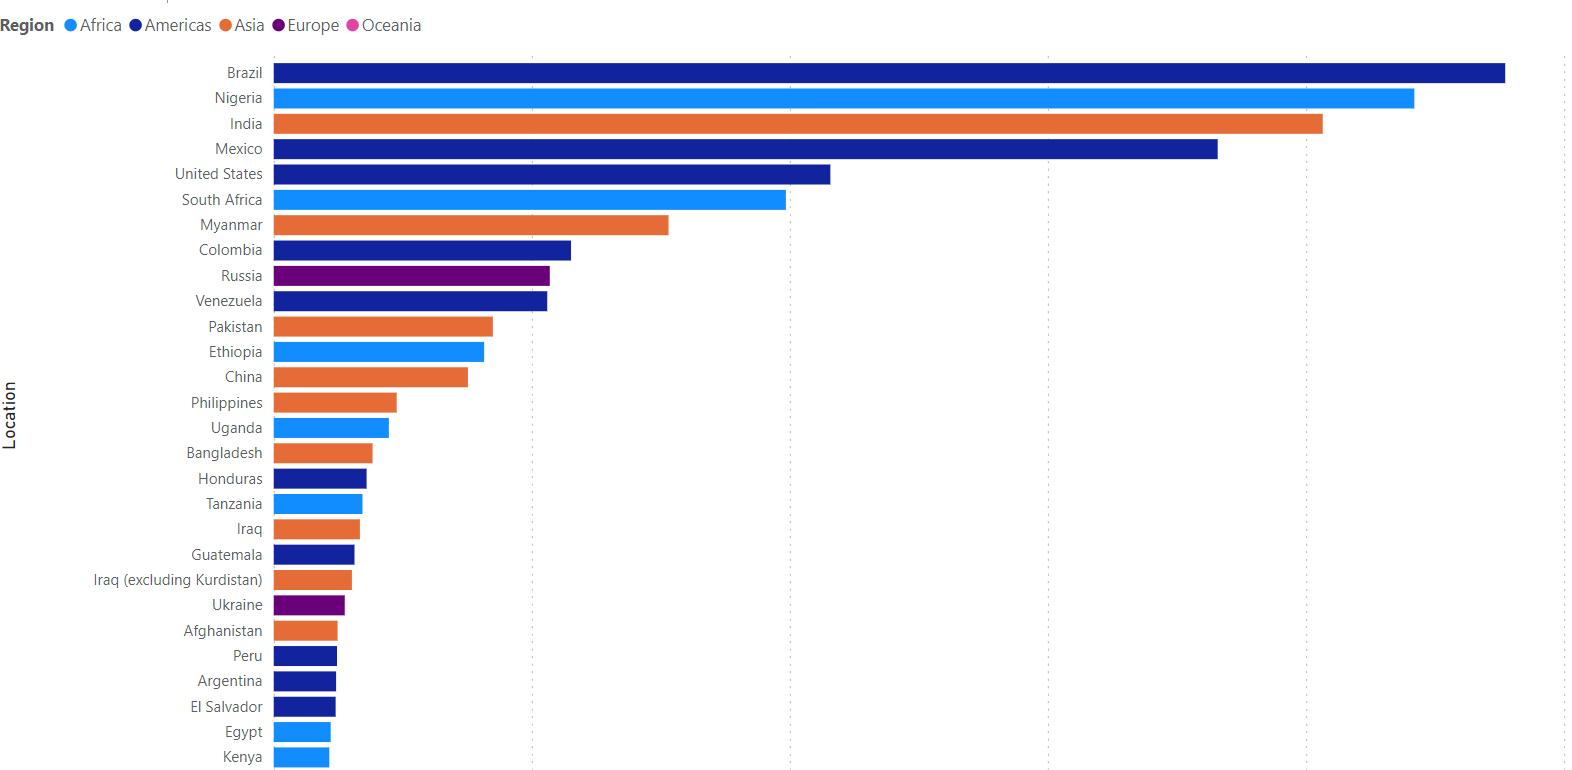 Region Africa Americas Asia Europe Oceania
Brazil
Nigeria
India
Mexico
United States
South Africa
Myanmar
Colombia
Russia
Venezuela
Pakistan
Ethiopia
China
Philippines
Uganda
Bangladesh
Honduras
Tanzania
Iraq
Guatemala
Iraq (excluding Kurdistan)
Ukraine
Afghanistan
Peru
Argentina
El Salvador
Egypt
Kenya
Location